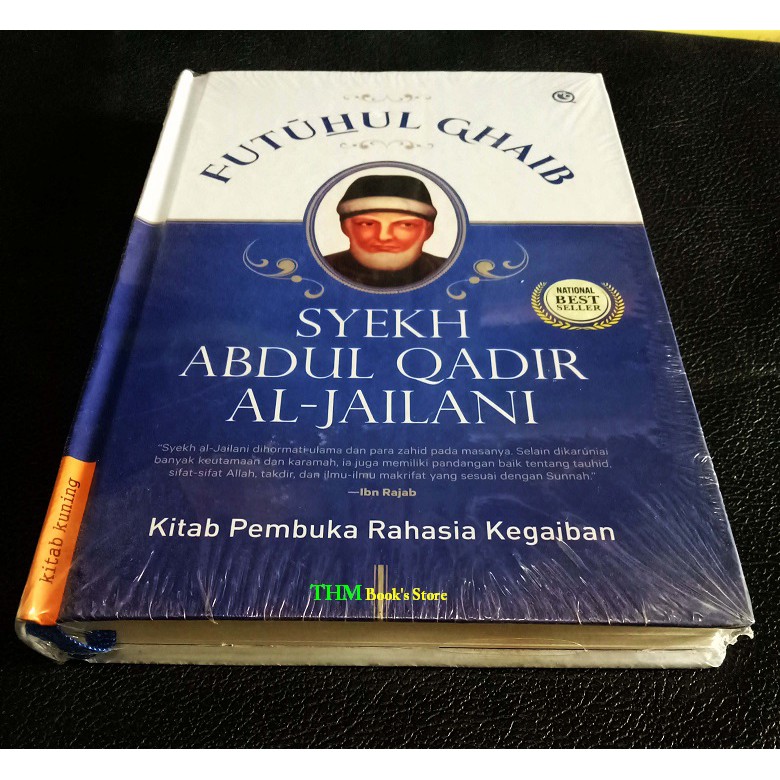 FUTŪHUL GHAIB
NATIONAL
BEST
SELLER
SYEKH
ABDUL QADIR
AL-JAILANI
"Syekh al-Jailani dihormati ulama dan para zahid pada masanya. Selain dikaruniai
banyak keutamaan dan karamah, ia juga memiliki pandangan baik tentang tauhid,
sifat-sifat Allah, takdir, dan ilmu-ilmu makrifat yang sesuai dengan Sunnah."
—Ibn Rajab
Kitab Pembuka Rahasia Kegaiban
kitab kuning
THM Book's Store